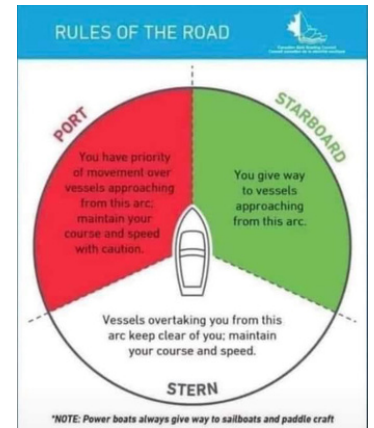 RULES OF THE ROAD
PORT
STARBOARD
You have priority
of movement over
vessels approaching
from this arc;
maintain your
course and speed
with caution.
You give way
to vessels
approaching
from this arc.
Vessels overtaking you from this
arc keep clear of you; maintain
your course and speed.
STERN
*NOTE: Power boats always give way to sailboats and paddle craft